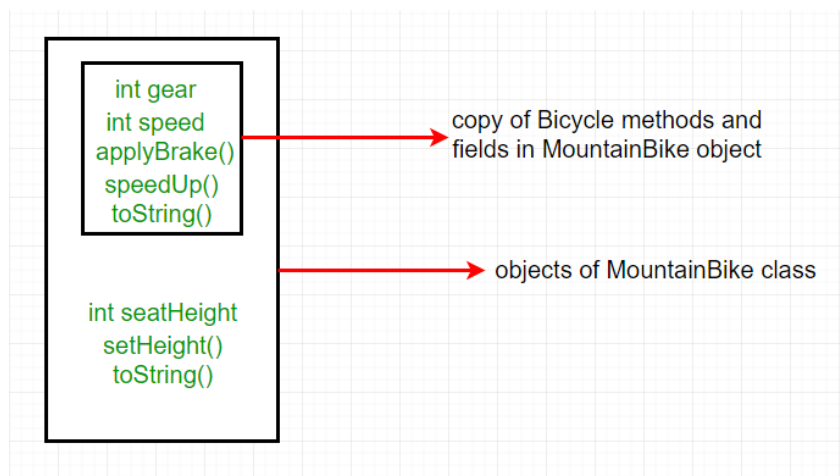 int gear
int speed
applyBrake()
speedUp()
toString()
copy of Bicycle methods and
fields in MountainBike object
objects of MountainBike class
int seatHeight
setHeight()
toString()